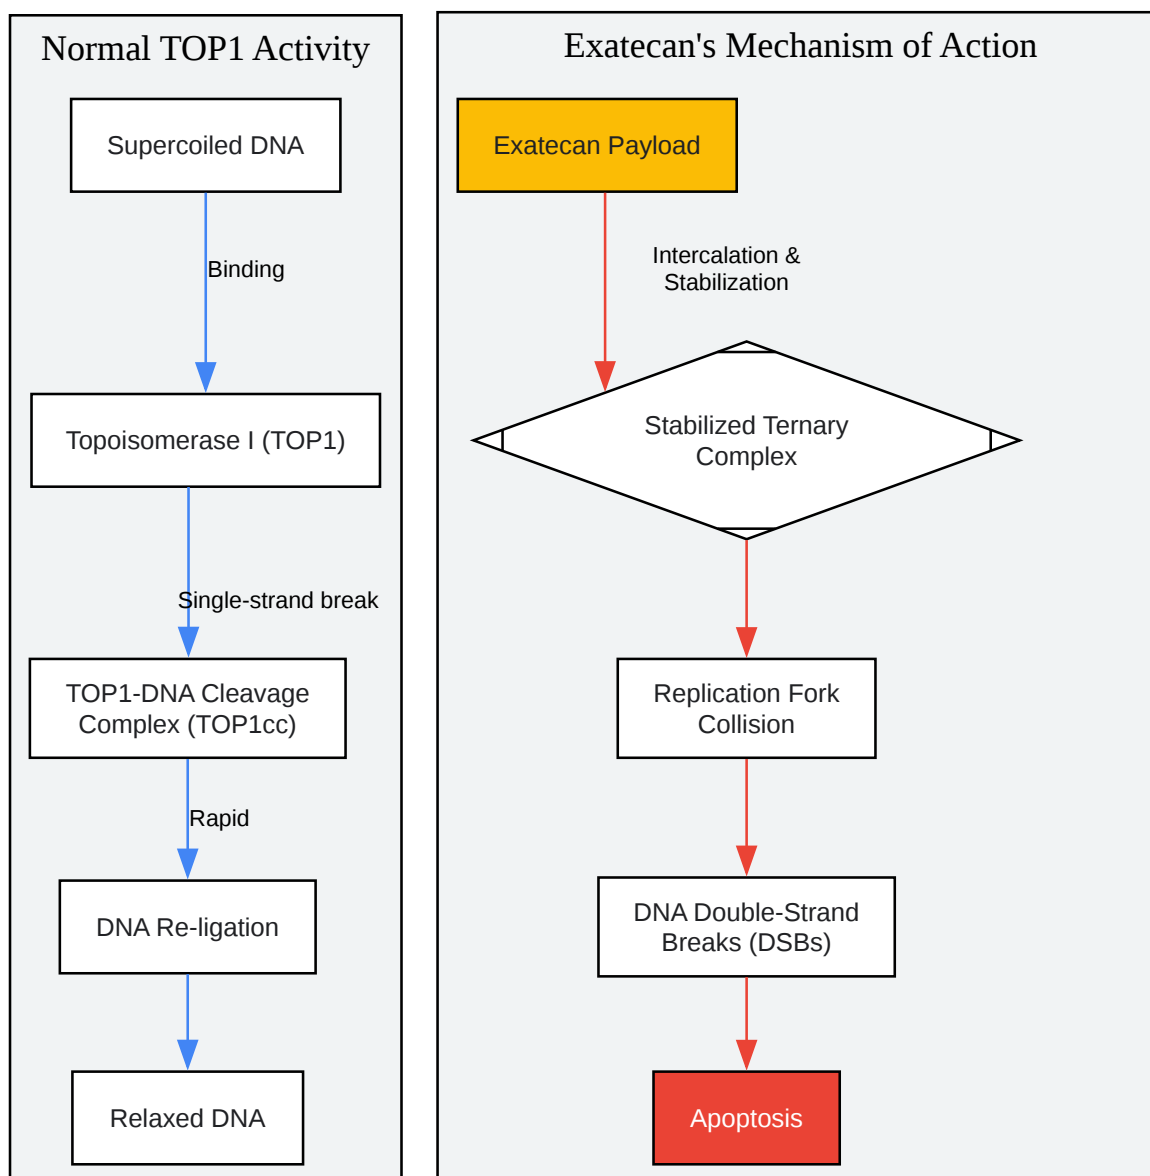 Normal TOP1 Activity
Supercoiled DNA
Binding
Topoisomerase I (TOP1)
Single-strand break
TOP1-DNA Cleavage
Complex (TOP1cc)
Rapid
DNA Re-ligation
Relaxed DNA
Exatecan's Mechanism of Action
Exatecan Payload
Intercalation &
Stabilization
Stabilized Ternary
Complex
Replication Fork
Collision
DNA Double-Strand
Breaks (DSBs)
Apoptosis